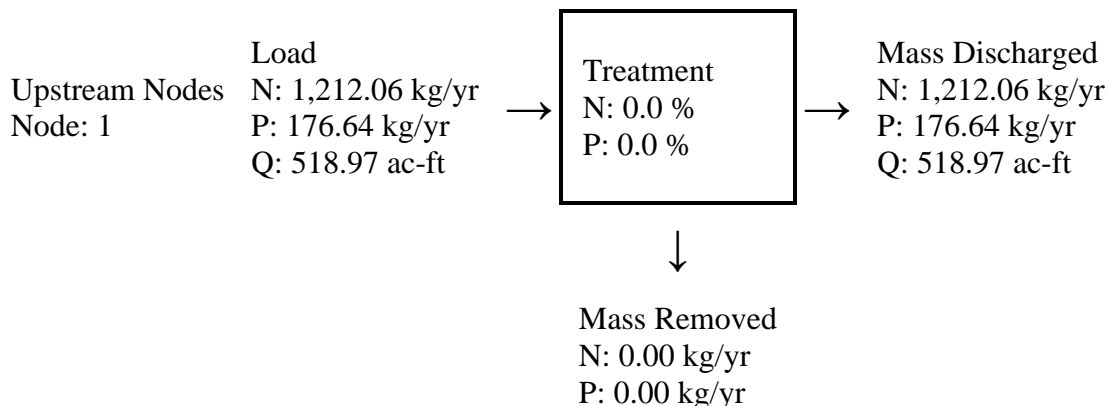 Upstream Nodes
Node: 1
Load
N: 1,212.06 kg/yr
P: 176.64 kg/yr
Q: 518.97 ac-ft
→
Treatment
N: 0.0 %
P: 0.0 %
→
Mass Discharged
N: 1,212.06 kg/yr
P: 176.64 kg/yr
Q: 518.97 ac-ft
↓
Mass Removed
N: 0.00 kg/yr
P: 0.00 kg/yr